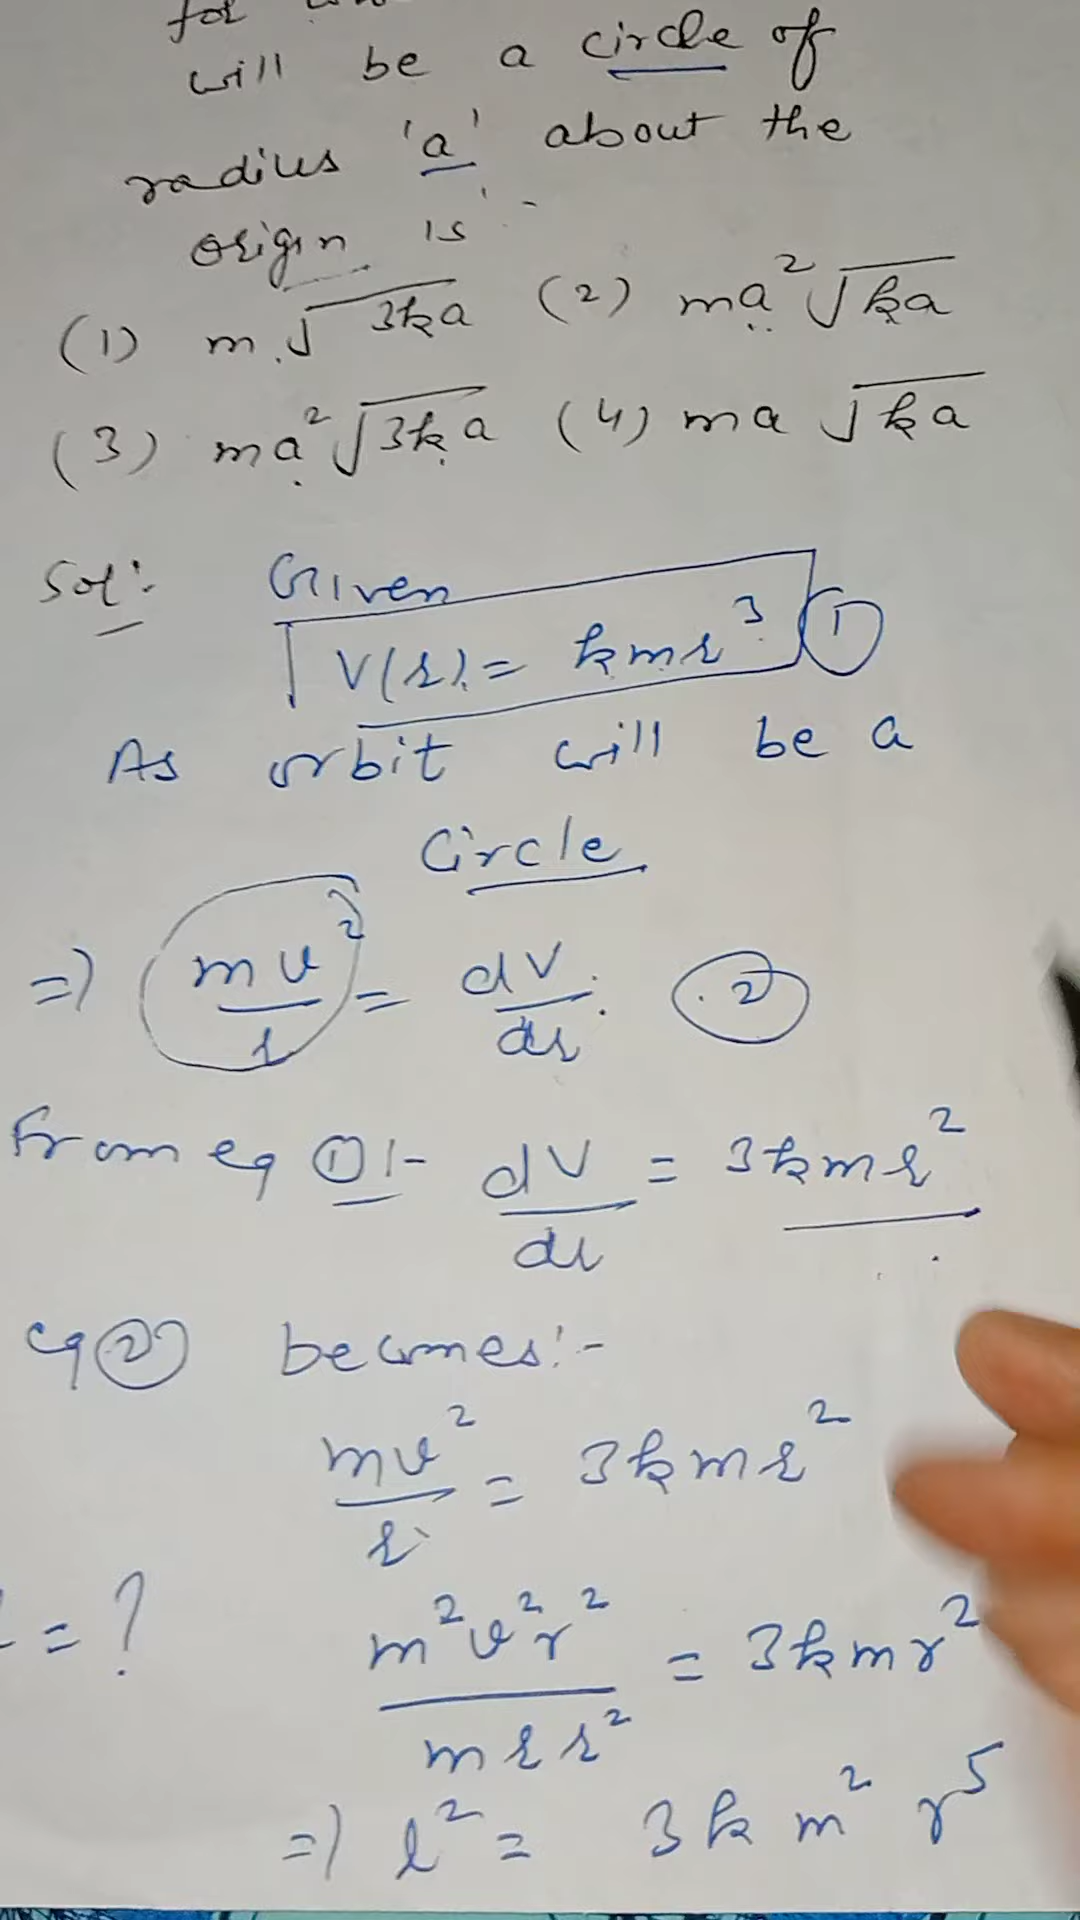 for
will be a circle of
radius 'a' about the
origin is :-
(1) m√3ka (2) ma²√ka
(3) ma²√3ka (4) ma√ka
Sol:- Given
V(r) = kmr³ ①
As orbit will be a
Circle
=) mv²/r = dV/dr. ②
From eq ①:- dV/dr = 3kmr²
eq ② becomes:-
mv²/r = 3kmr²
= ? m²v²r²/mrr² = 3kmr²
=) l² = 3km²r⁵